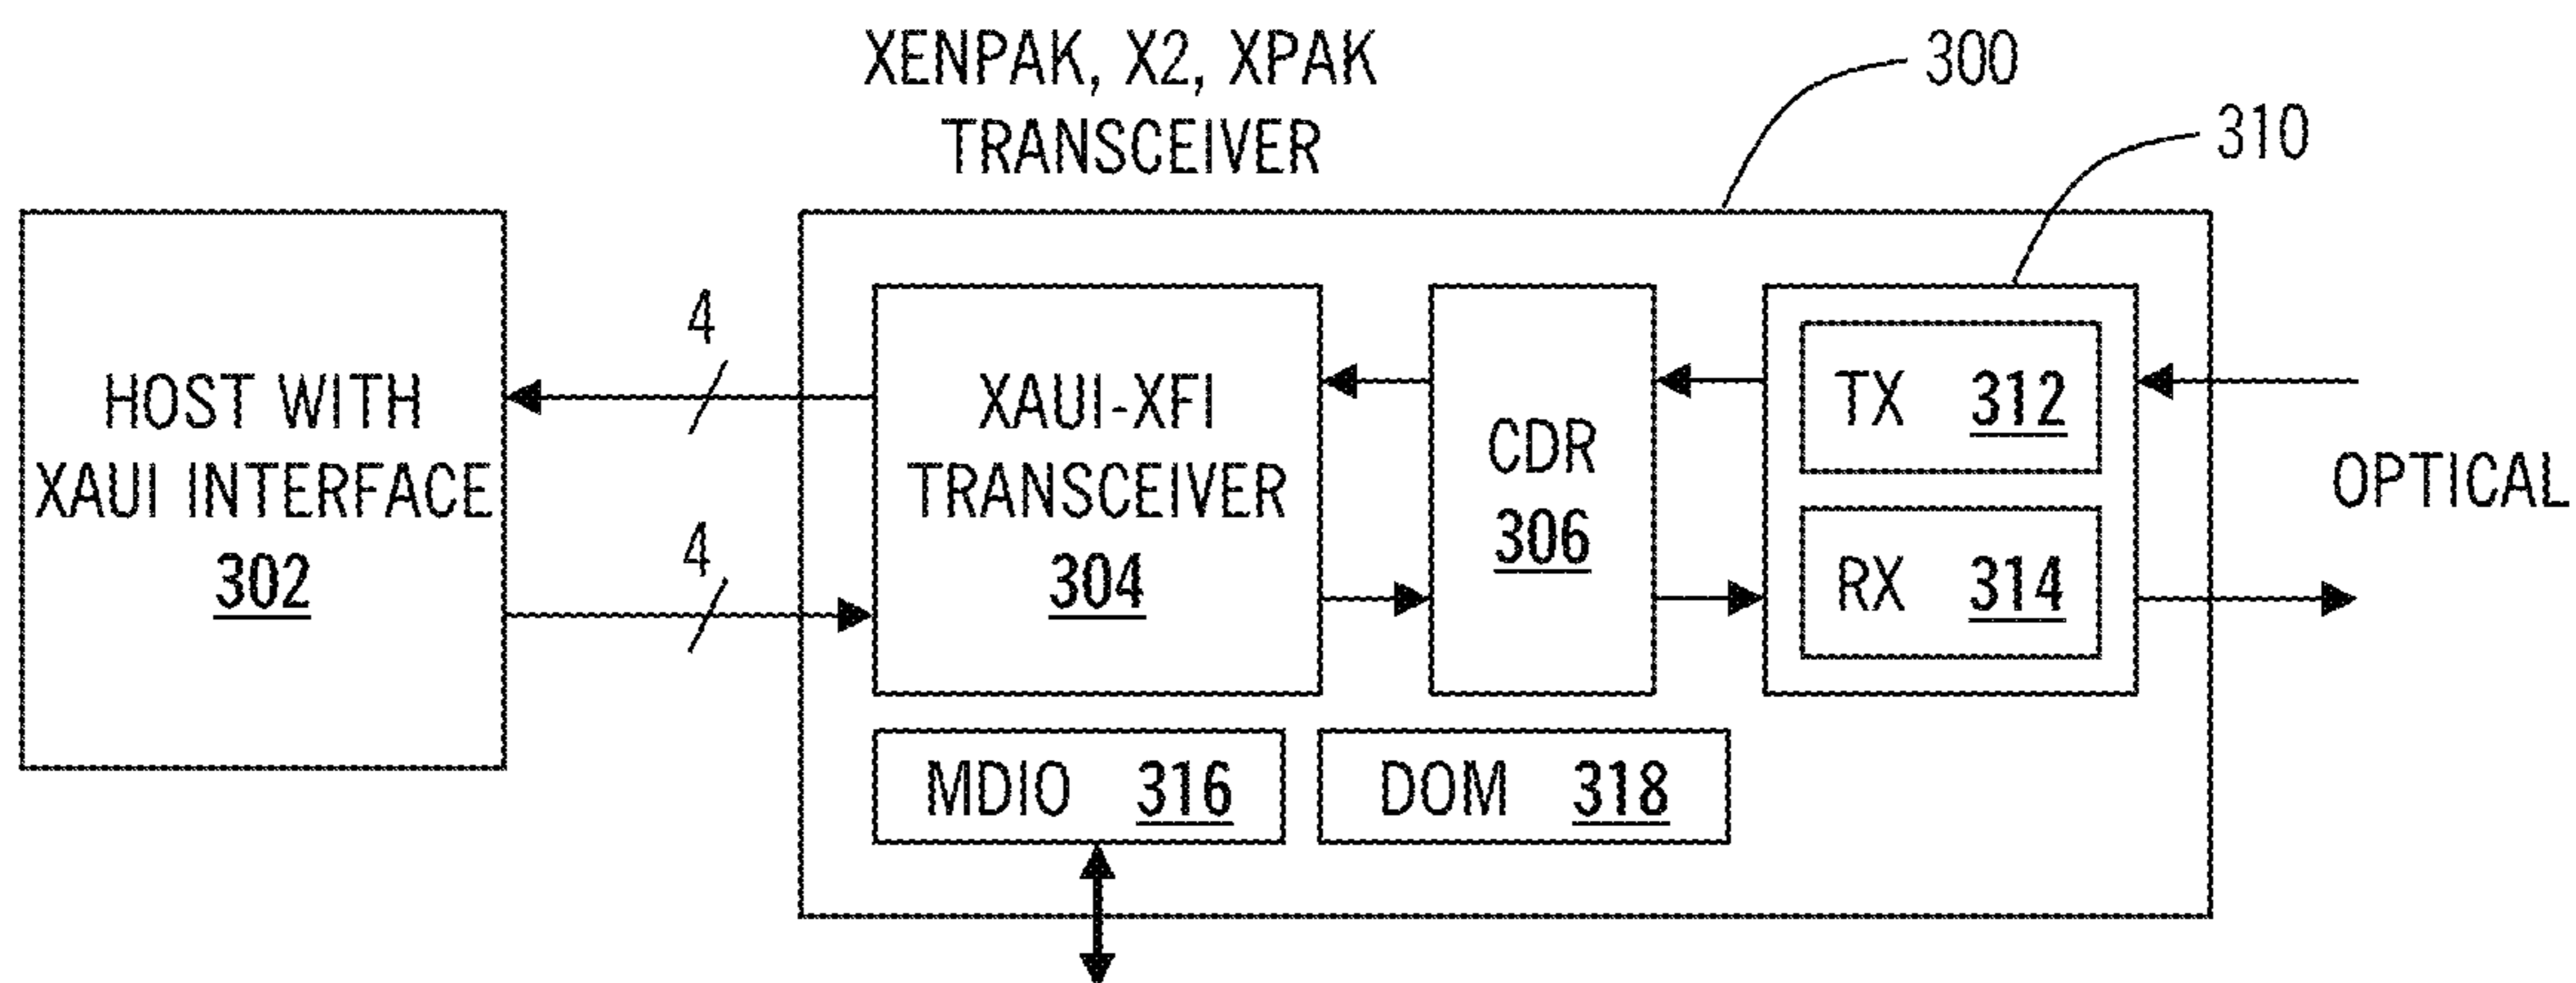 XENPAK, X2, XPAK
TRANSCEIVER
300
310
HOST WITH
XAUI INTERFACE
302
4
4
XAUI-XFI
TRANSCEIVER
304
CDR
306
TX 312
RX 314
OPTICAL
MDIO 316
DOM 318